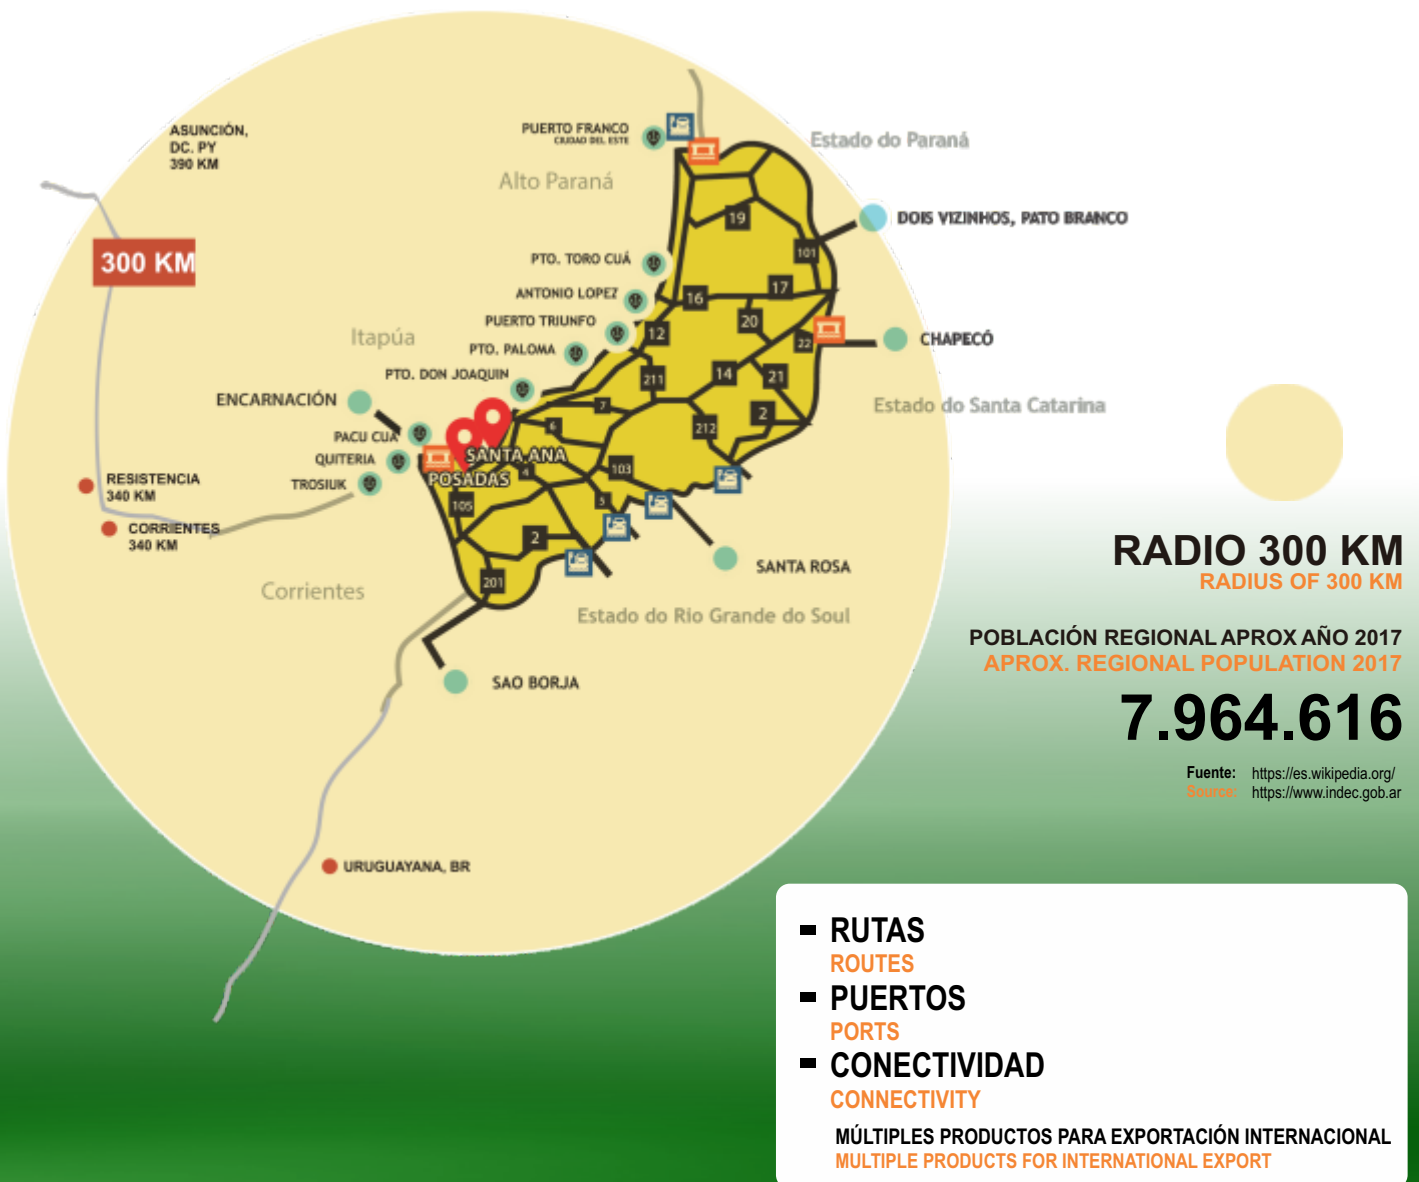 ASUNCIÓN,
DC. PY
390 KM
PUERTO FRANCO
CIUDAD DEL ESTE
Estado do Paraná
Alto Paraná
19
DOIS VIZINHOS, PATO BRANCO
101
300 KM
PTO. TORO CUÁ
ANTONIO LOPEZ
16
17
PUERTO TRIUNFO
12
20
Itapúa
PTO. PALOMA
22
CHAPECÓ
PTO. DON JOAQUIN
211
14
21
ENCARNACIÓN
7
2
Estado do Santa Catarina
6
212
PACU CUA
QUITERIA
SANTA ANA
TROSIUK
POSADAS
4
103
RESISTENCIA
340 KM
105
5
CORRIENTES
340 KM
2
SANTA ROSA
201
Corrientes
Estado do Rio Grande do Soul
SAO BORJA
URUGUAYANA, BR
RADIO 300 KM
RADIUS OF 300 KM
POBLACIÓN REGIONAL APROX AÑO 2017
APROX. REGIONAL POPULATION 2017
7.964.616
Fuente: https://es.wikipedia.org/
Source: https://www.indec.gob.ar
- RUTAS
ROUTES
- PUERTOS
PORTS
- CONECTIVIDAD
CONNECTIVITY
MÚLTIPLES PRODUCTOS PARA EXPORTACIÓN INTERNACIONAL
MULTIPLE PRODUCTS FOR INTERNATIONAL EXPORT